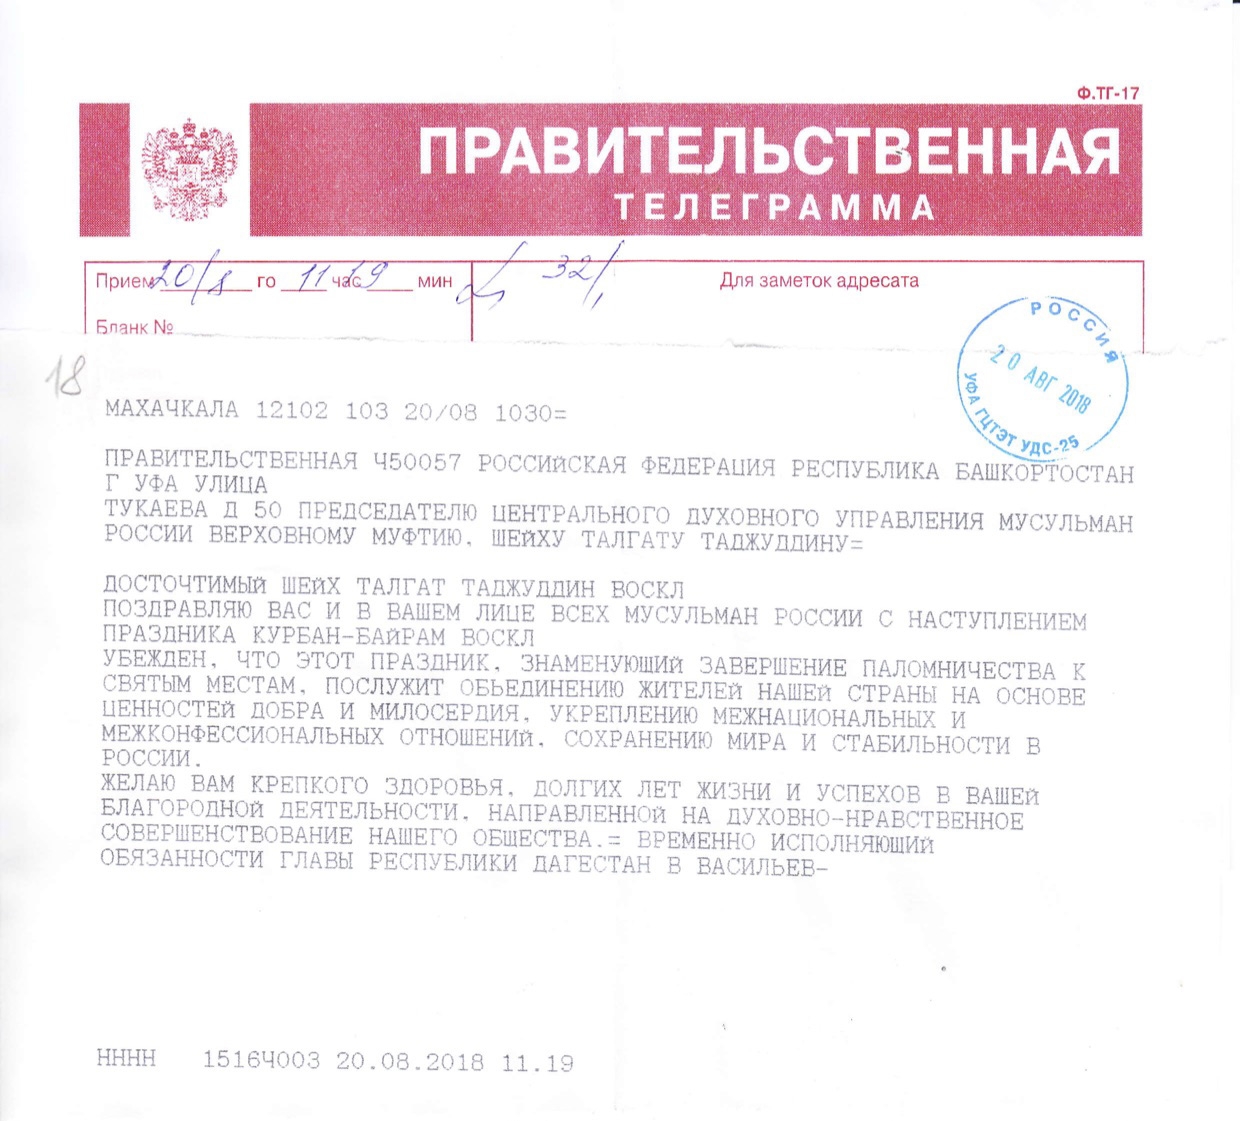 Ф.ТГ-17
ПРАВИТЕЛЬСТВЕННАЯ
ТЕЛЕГРАММА
Прием 20/8 го 11 час 19 мин
32/1
Для заметок адресата
Бланк №
РОССИЯ
20 АВГ 2018
УФА ГЦТЭТ УДС-25
18
МАХАЧКАЛА 12102 103 20/08 1030=
ПРАВИТЕЛЬСТВЕННАЯ Ч50057 РОССИЙСКАЯ ФЕДЕРАЦИЯ РЕСПУБЛИКА БАШКОРТОСТАН
Г УФА УЛИЦА
ТУКАЕВА Д 50 ПРЕДСЕДАТЕЛЮ ЦЕНТРАЛЬНОГО ДУХОВНОГО УПРАВЛЕНИЯ МУСУЛЬМАН
РОССИИ ВЕРХОВНОМУ МУФТИЮ, ШЕЙХУ ТАЛГАТУ ТАДЖУДДИНУ=
ДОСТОЧТИМЫЙ ШЕЙХ ТАЛГАТ ТАДЖУДДИН ВОСКЛ
ПОЗДРАВЛЯЮ ВАС И В ВАШЕМ ЛИЦЕ ВСЕХ МУСУЛЬМАН РОССИИ С НАСТУПЛЕНИЕМ
ПРАЗДНИКА КУРБАН-БАЙРАМ ВОСКЛ
УБЕЖДЕН, ЧТО ЭТОТ ПРАЗДНИК, ЗНАМЕНУЮЩИЙ ЗАВЕРШЕНИЕ ПАЛОМНИЧЕСТВА К
СВЯТЫМ МЕСТАМ, ПОСЛУЖИТ ОБЬЕДИНЕНИЮ ЖИТЕЛЕЙ НАШЕЙ СТРАНЫ НА ОСНОВЕ
ЦЕННОСТЕЙ ДОБРА И МИЛОСЕРДИЯ, УКРЕПЛЕНИЮ МЕЖНАЦИОНАЛЬНЫХ И
МЕЖКОНФЕССИОНАЛЬНЫХ ОТНОШЕНИЙ, СОХРАНЕНИЮ МИРА И СТАБИЛЬНОСТИ В
РОССИИ.
ЖЕЛАЮ ВАМ КРЕПКОГО ЗДОРОВЬЯ, ДОЛГИХ ЛЕТ ЖИЗНИ И УСПЕХОВ В ВАШЕЙ
БЛАГОРОДНОЙ ДЕЯТЕЛЬНОСТИ, НАПРАВЛЕННОЙ НА ДУХОВНО-НРАВСТВЕННОЕ
СОВЕРШЕНСТВОВАНИЕ НАШЕГО ОБЩЕСТВА.= ВРЕМЕННО ИСПОЛНЯЮЩИЙ
ОБЯЗАННОСТИ ГЛАВЫ РЕСПУБЛИКИ ДАГЕСТАН В ВАСИЛЬЕВ-
НННН 1516Ч003 20.08.2018 11.19